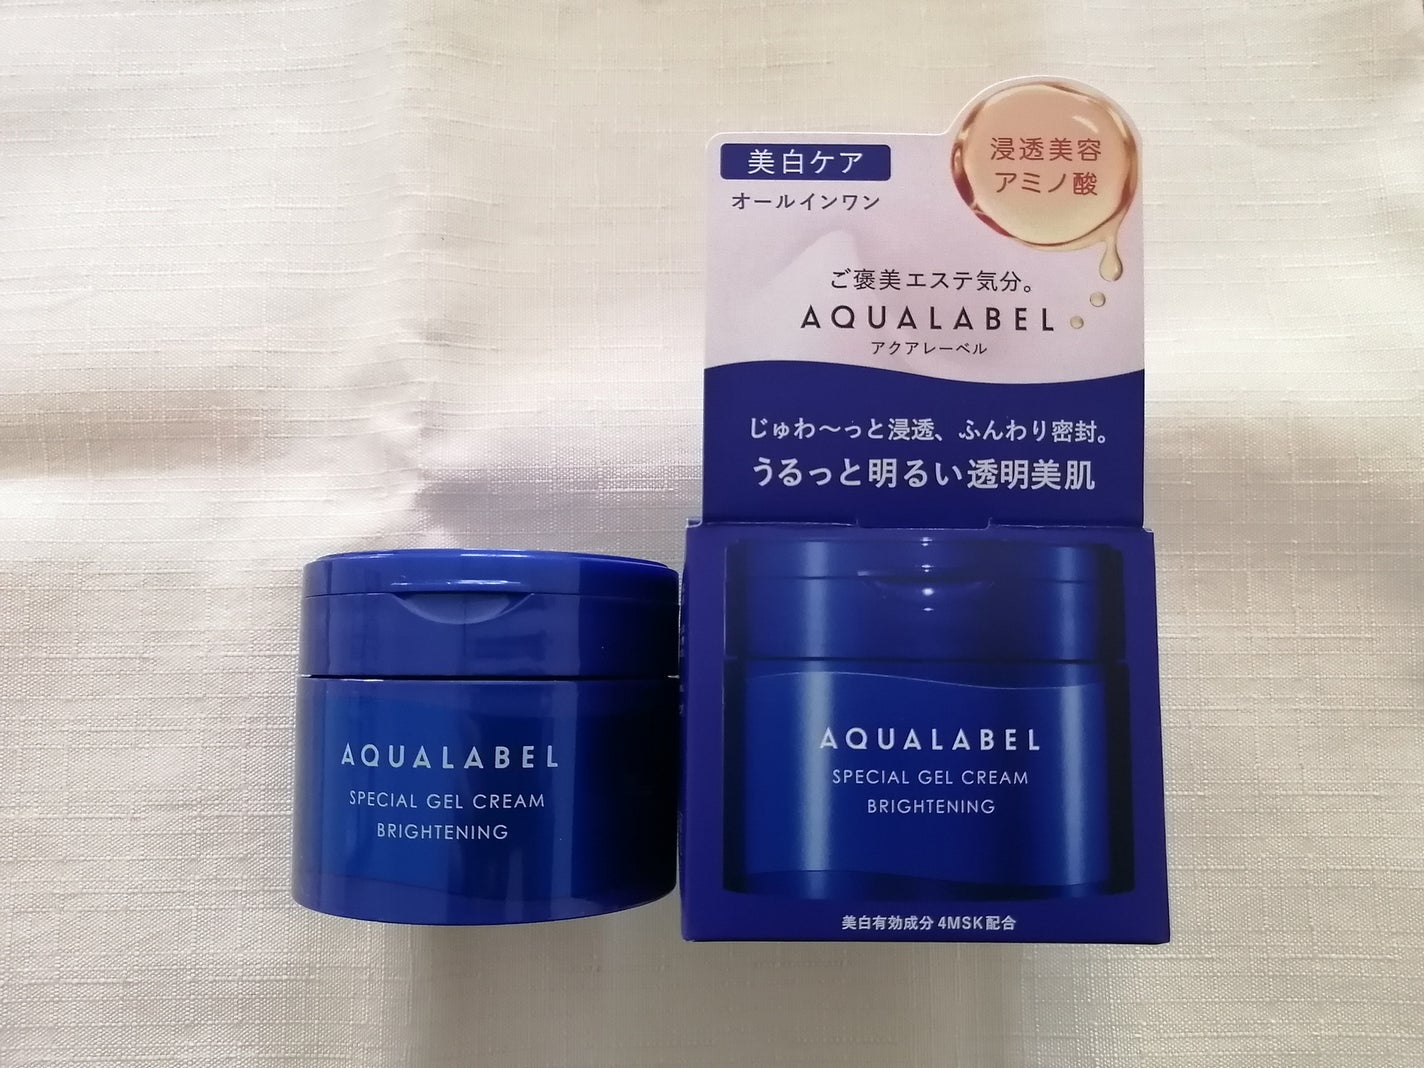 美白ケア
オールインワン
浸透美容
アミノ酸
ご褒美エステ気分。
AQUALABEL
アクアレーベル
じゅわ～っと浸透、ふんわり密封。
うるっと明るい透明美肌
AQUALABEL
SPECIAL GEL CREAM
BRIGHTENING
美白有効成分 4MSK配合
AQUALABEL
SPECIAL GEL CREAM
BRIGHTENING